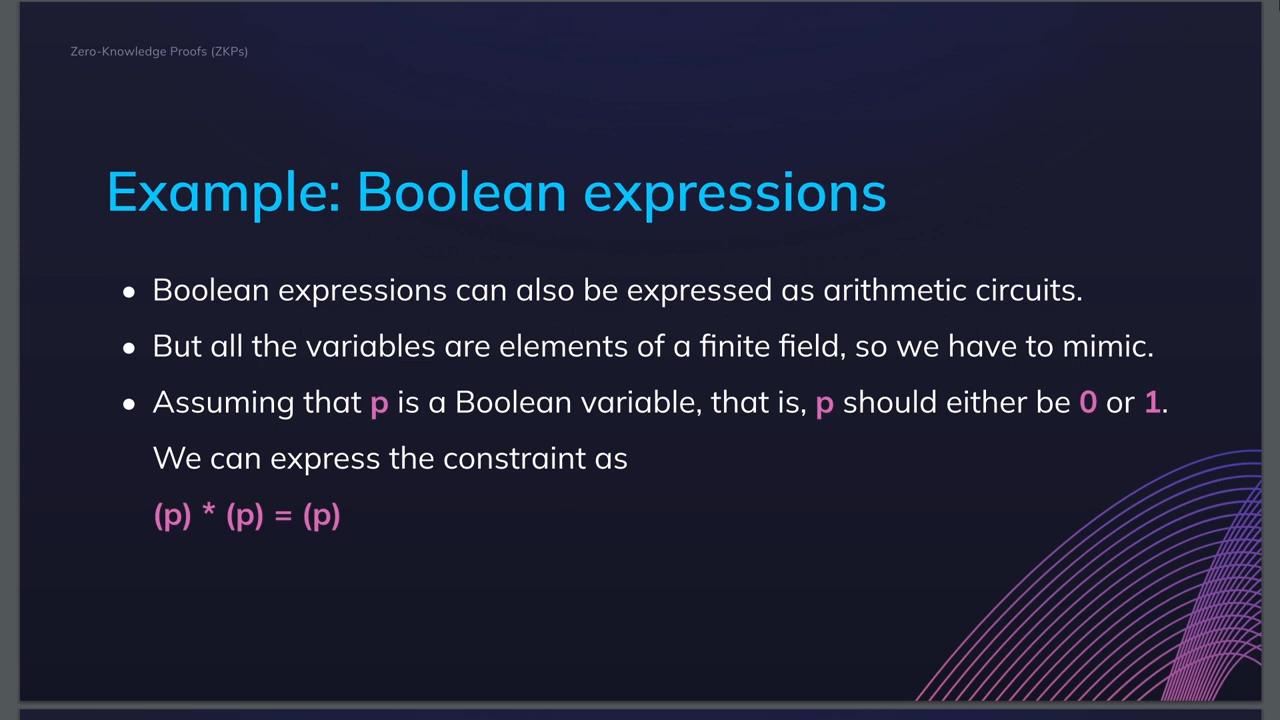 Zero-Knowledge Proofs (ZKPs)
Example: Boolean expressions
• Boolean expressions can also be expressed as arithmetic circuits.
• But all the variables are elements of a finite field, so we have to mimic.
• Assuming that p is a Boolean variable, that is, p should either be 0 or 1.
We can express the constraint as
(p) * (p) = (p)